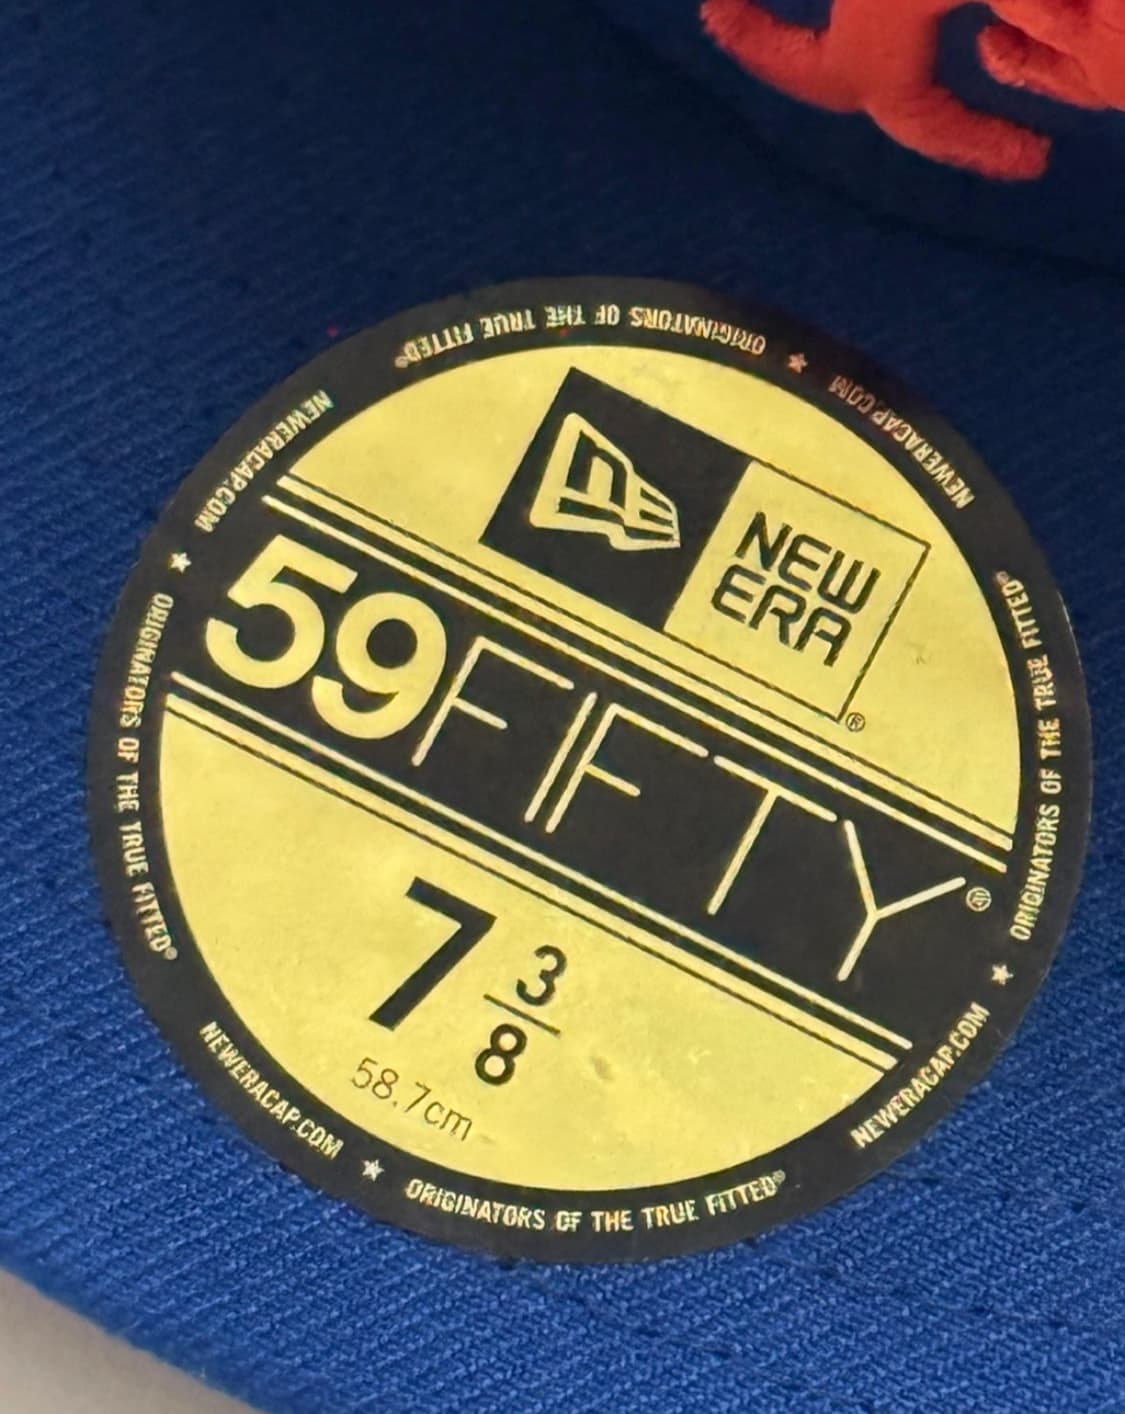 NEW
ERA
®
59FIFTY®
7 3/8
58.7cm
ORIGINATORS OF THE TRUE FITTED®
NEWERACAP.COM
ORIGINATORS OF THE TRUE FITTED®
NEWERACAP.COM
ORIGINATORS OF THE TRUE FITTED®
NEWERACAP.COM
ORIGINATORS OF THE TRUE FITTED®
NEWERACAP.COM